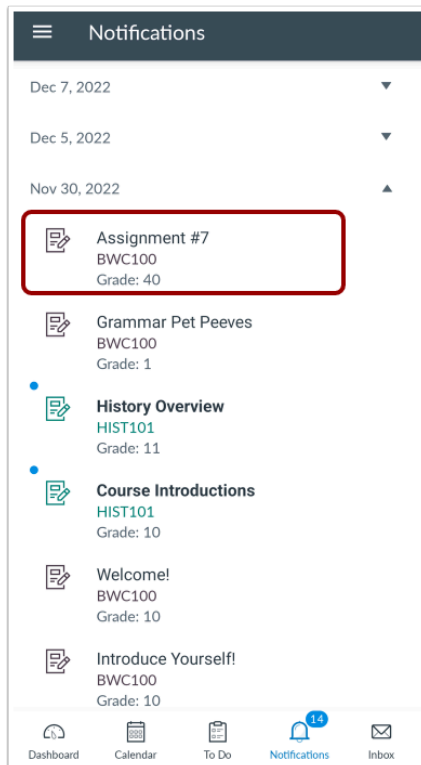 Notifications
Dec 7, 2022
Dec 5, 2022
Nov 30, 2022
Assignment #7
BWC100
Grade: 40
Grammar Pet Peeves
BWC100
Grade: 1
History Overview
HIST101
Grade: 11
Course Introductions
HIST101
Grade: 10
Welcome!
BWC100
Grade: 10
Introduce Yourself!
BWC100
Grade: 10
14
Dashboard Calendar To Do Notifications Inbox